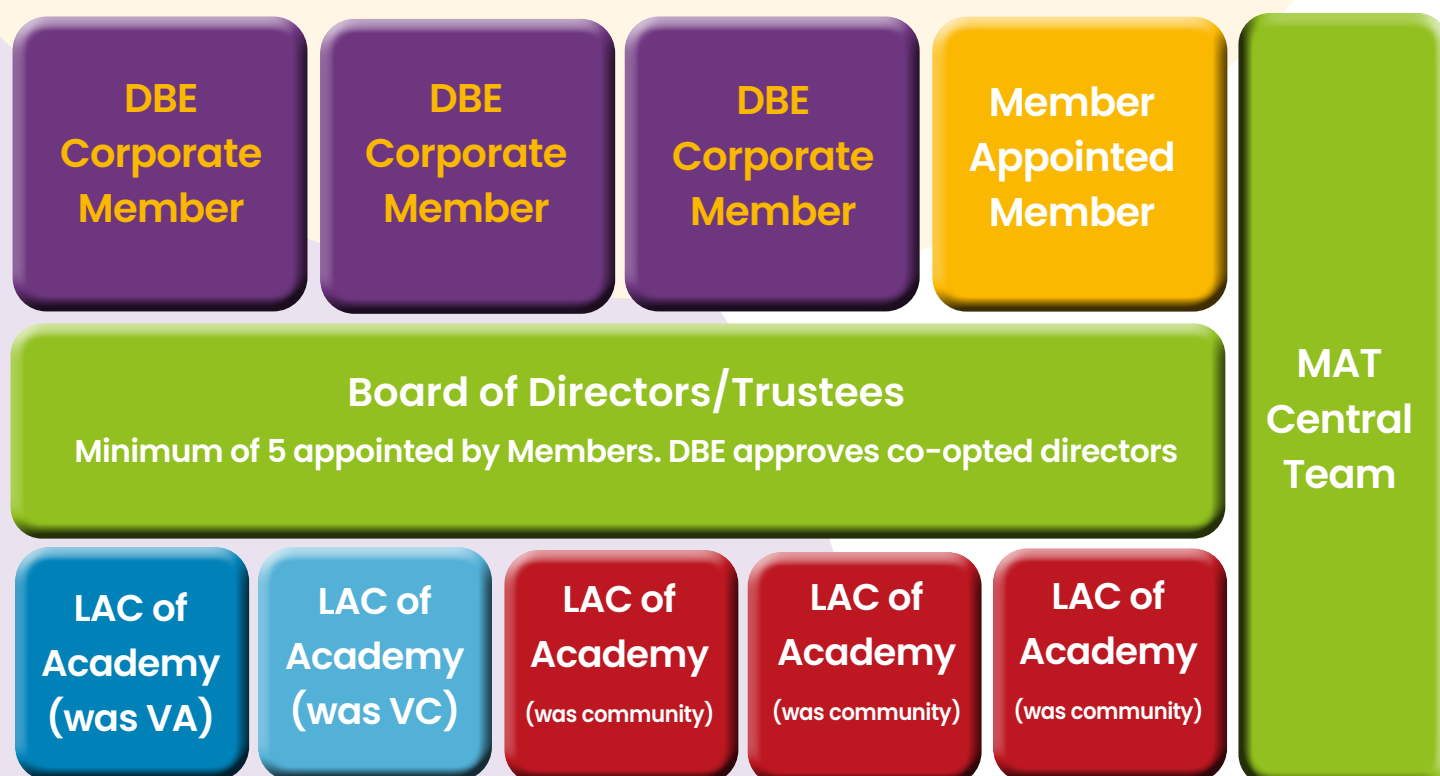 DBE
Corporate
Member
DBE
Corporate
Member
DBE
Corporate
Member
Member
Appointed
Member
Board of Directors/Trustees
Minimum of 5 appointed by Members. DBE approves co-opted directors
MAT
Central
Team
LAC of
Academy
(was VA)
LAC of
Academy
(was VC)
LAC of
Academy
(was community)
LAC of
Academy
(was community)
LAC of
Academy
(was community)